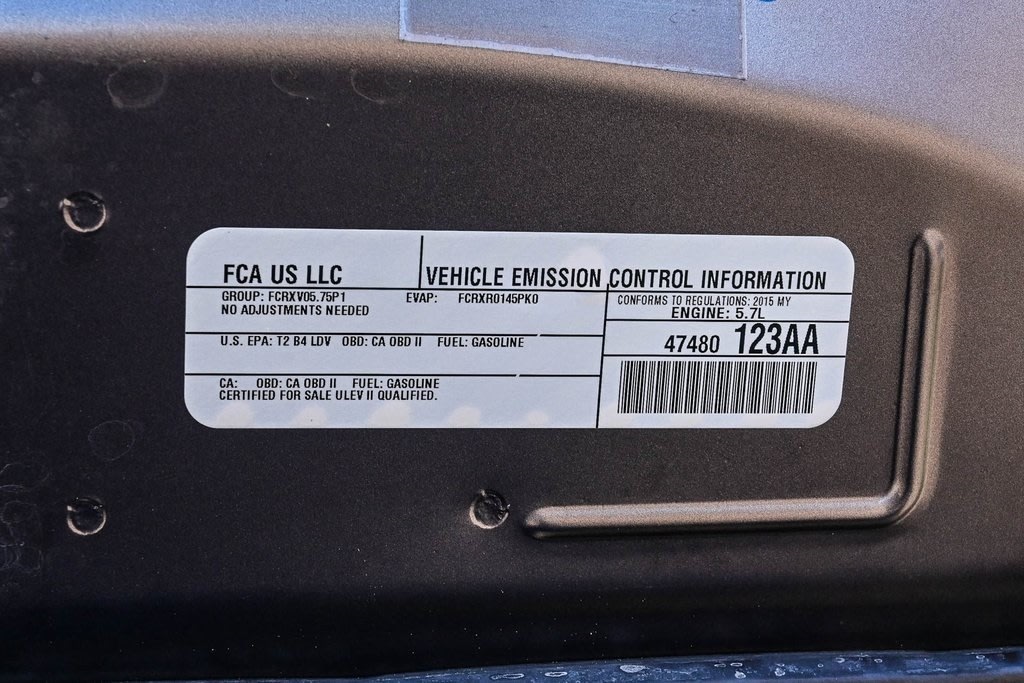 FCA US LLC
VEHICLE EMISSION CONTROL INFORMATION
GROUP: FCRXV05.75P1 EVAP: FCRXR0145PK0
NO ADJUSTMENTS NEEDED
CONFORMS TO REGULATIONS: 2015 MY
ENGINE: 5.7L
U.S. EPA: T2 B4 LDV OBD: CA OBD II FUEL: GASOLINE
47480 123AA
CA: OBD: CA OBD II FUEL: GASOLINE
CERTIFIED FOR SALE ULEV II QUALIFIED.